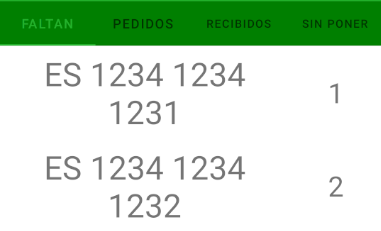 FALTAN PEDIDOS RECIBIDOS SIN PONER
ES 1234 1234
1231
1
ES 1234 1234
1232
2